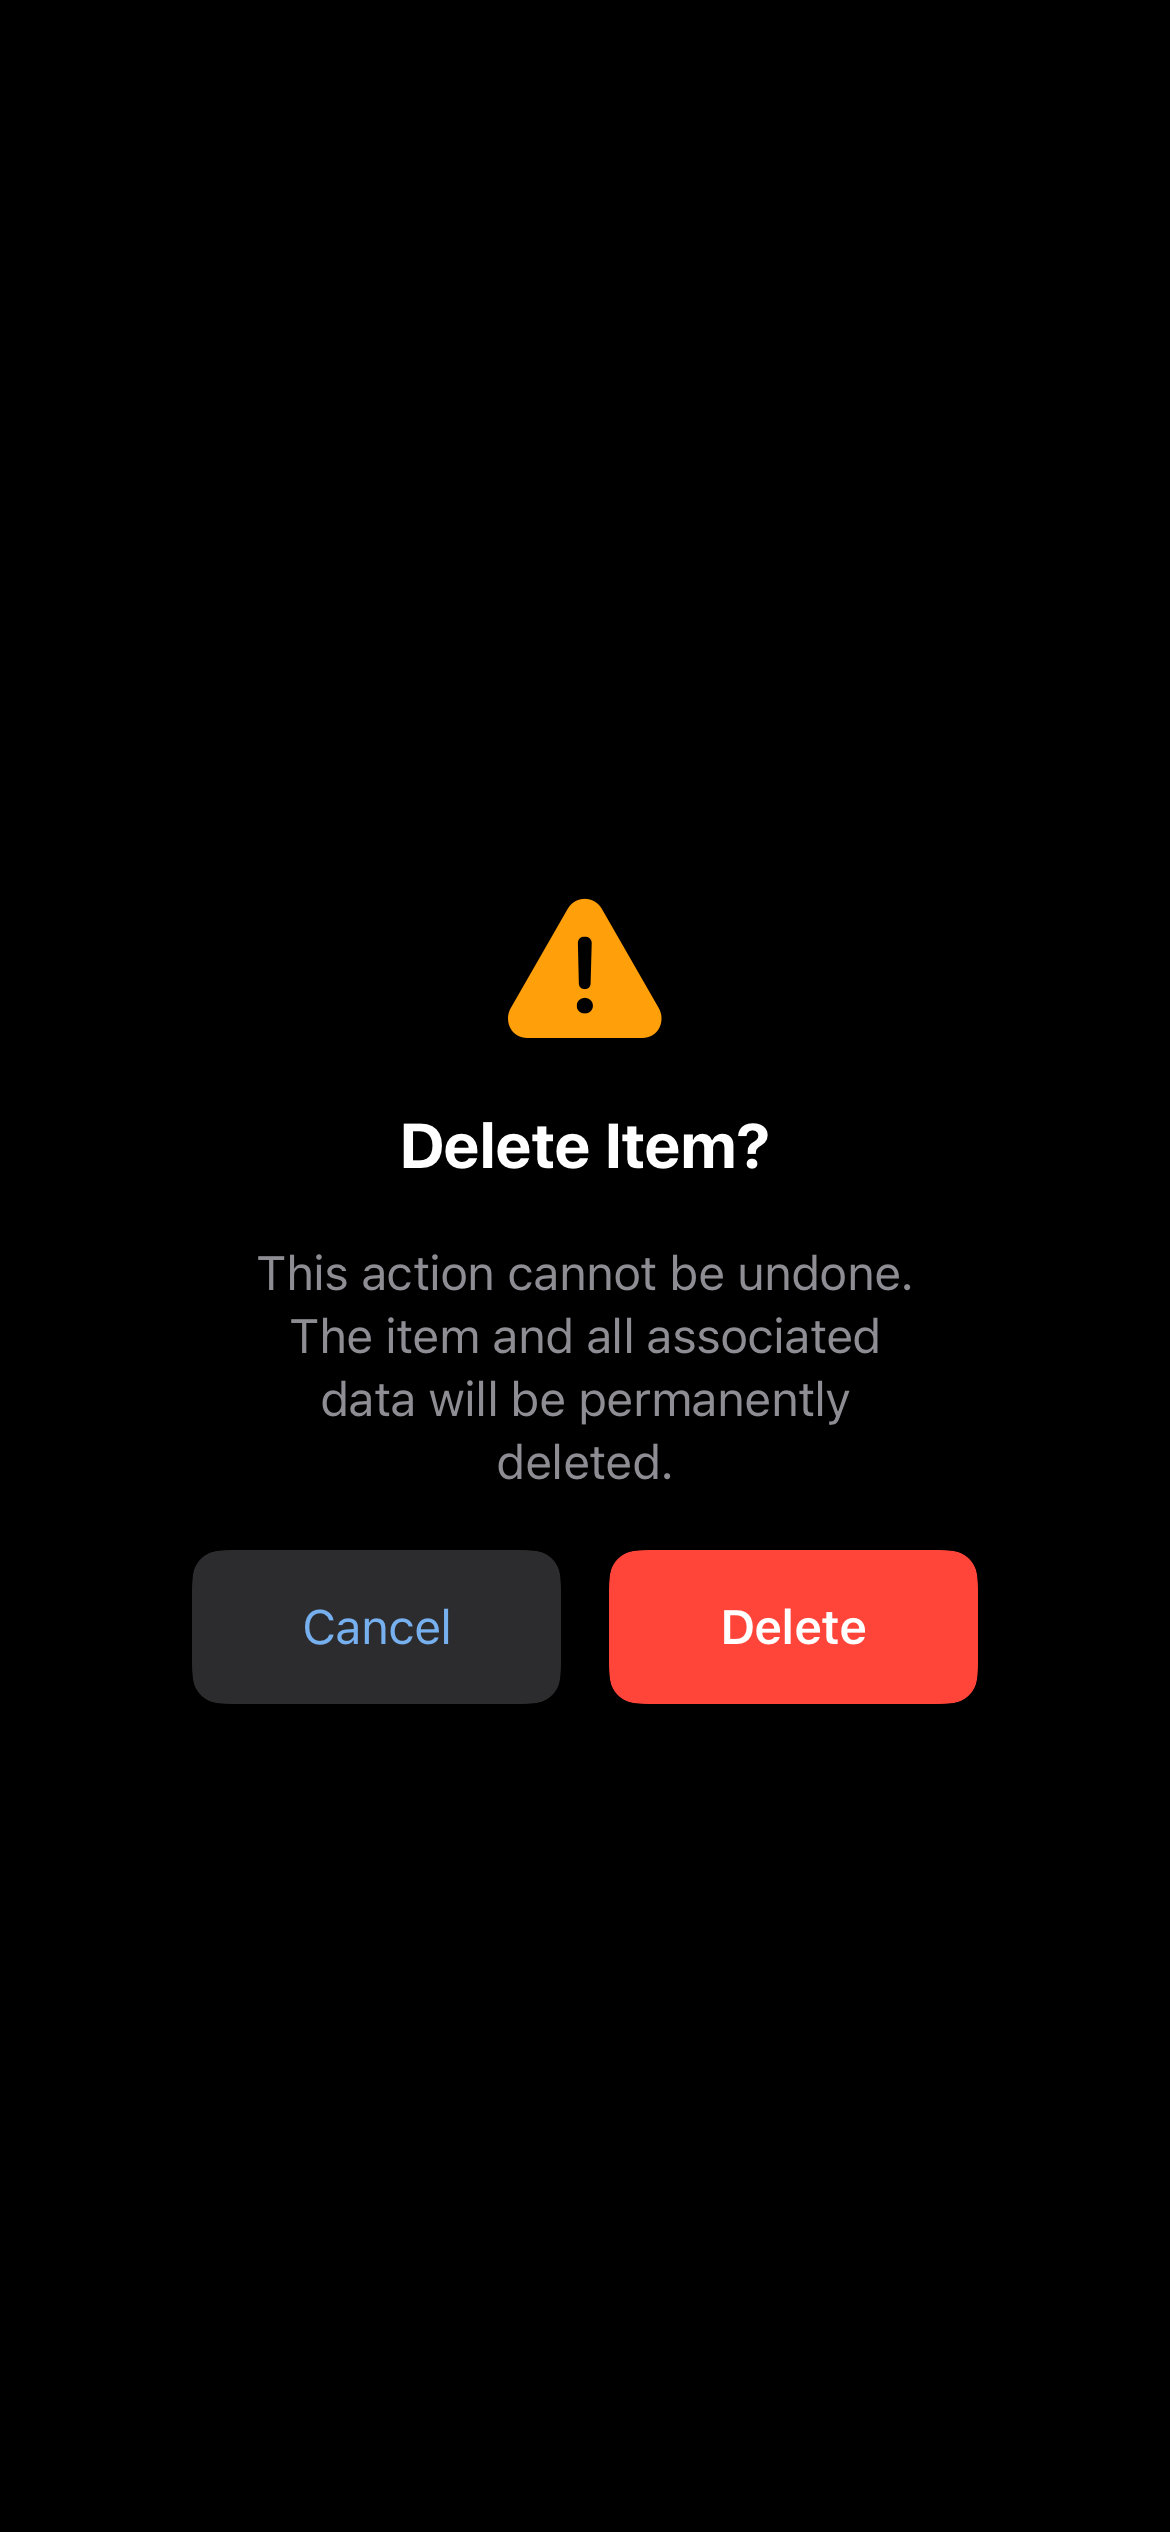 Delete Item?
This action cannot be undone.
The item and all associated
data will be permanently
deleted.
Cancel
Delete